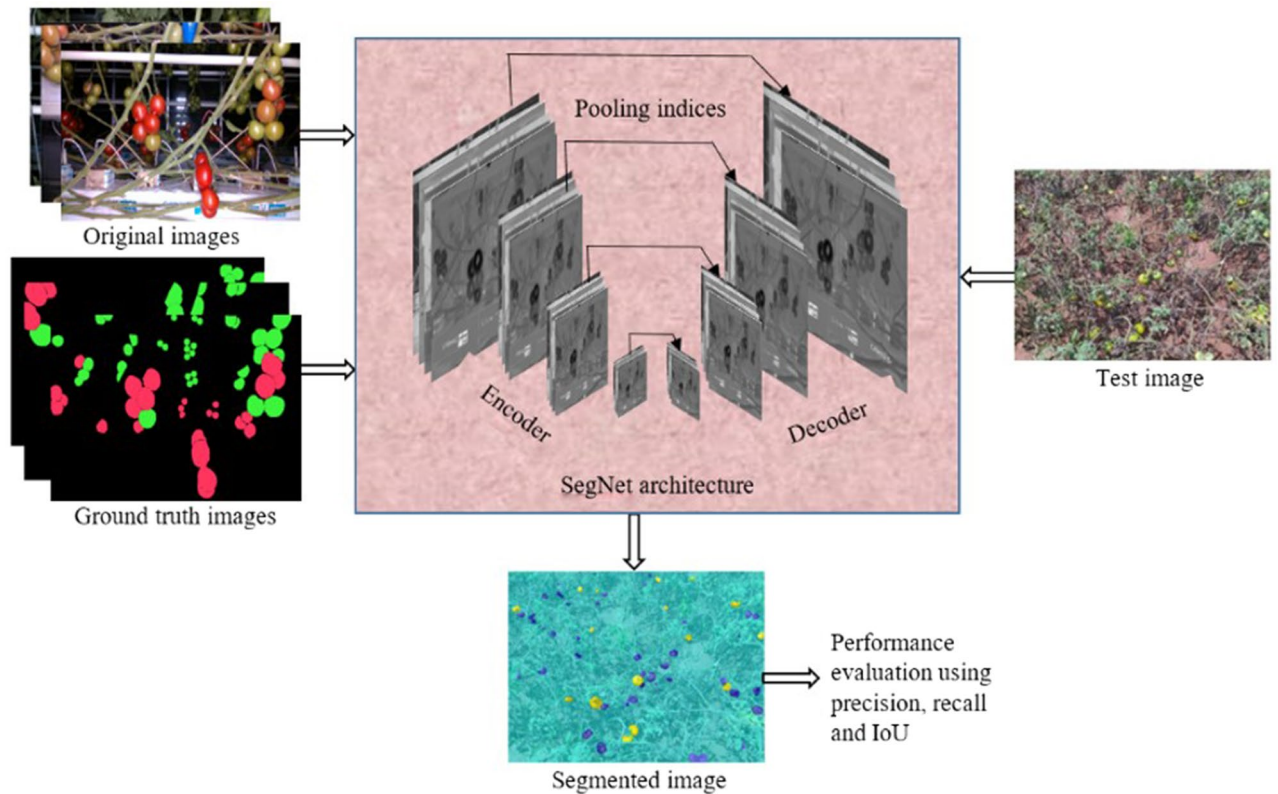 Original images
Ground truth images
Pooling indices
Encoder
Decoder
SegNet architecture
Test image
Segmented image
Performance
evaluation using
precision, recall
and IoU